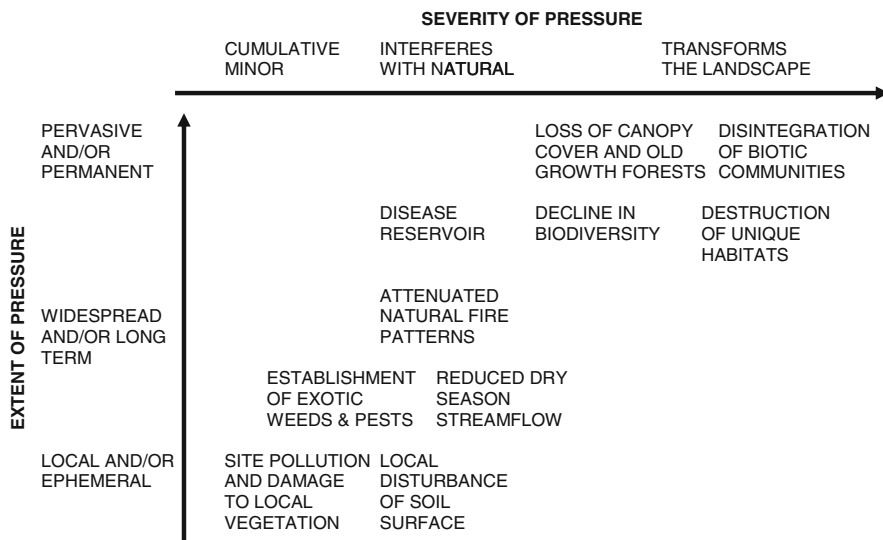 SEVERITY OF PRESSURE
CUMULATIVE
MINOR
INTERFERES
WITH NATURAL
TRANSFORMS
THE LANDSCAPE
EXTENT OF PRESSURE
PERVASIVE
AND/OR
PERMANENT
LOSS OF CANOPY
COVER AND OLD
GROWTH FORESTS
DISINTEGRATION
OF BIOTIC
COMMUNITIES
DISEASE
RESERVOIR
DECLINE IN
BIODIVERSITY
DESTRUCTION
OF UNIQUE
HABITATS
WIDESPREAD
AND/OR LONG
TERM
ATTENUATED
NATURAL FIRE
PATTERNS
ESTABLISHMENT
OF EXOTIC
WEEDS & PESTS
REDUCED DRY
SEASON
STREAMFLOW
LOCAL AND/OR
EPHEMERAL
SITE POLLUTION
AND DAMAGE
TO LOCAL
VEGETATION
LOCAL
DISTURBANCE
OF SOIL
SURFACE